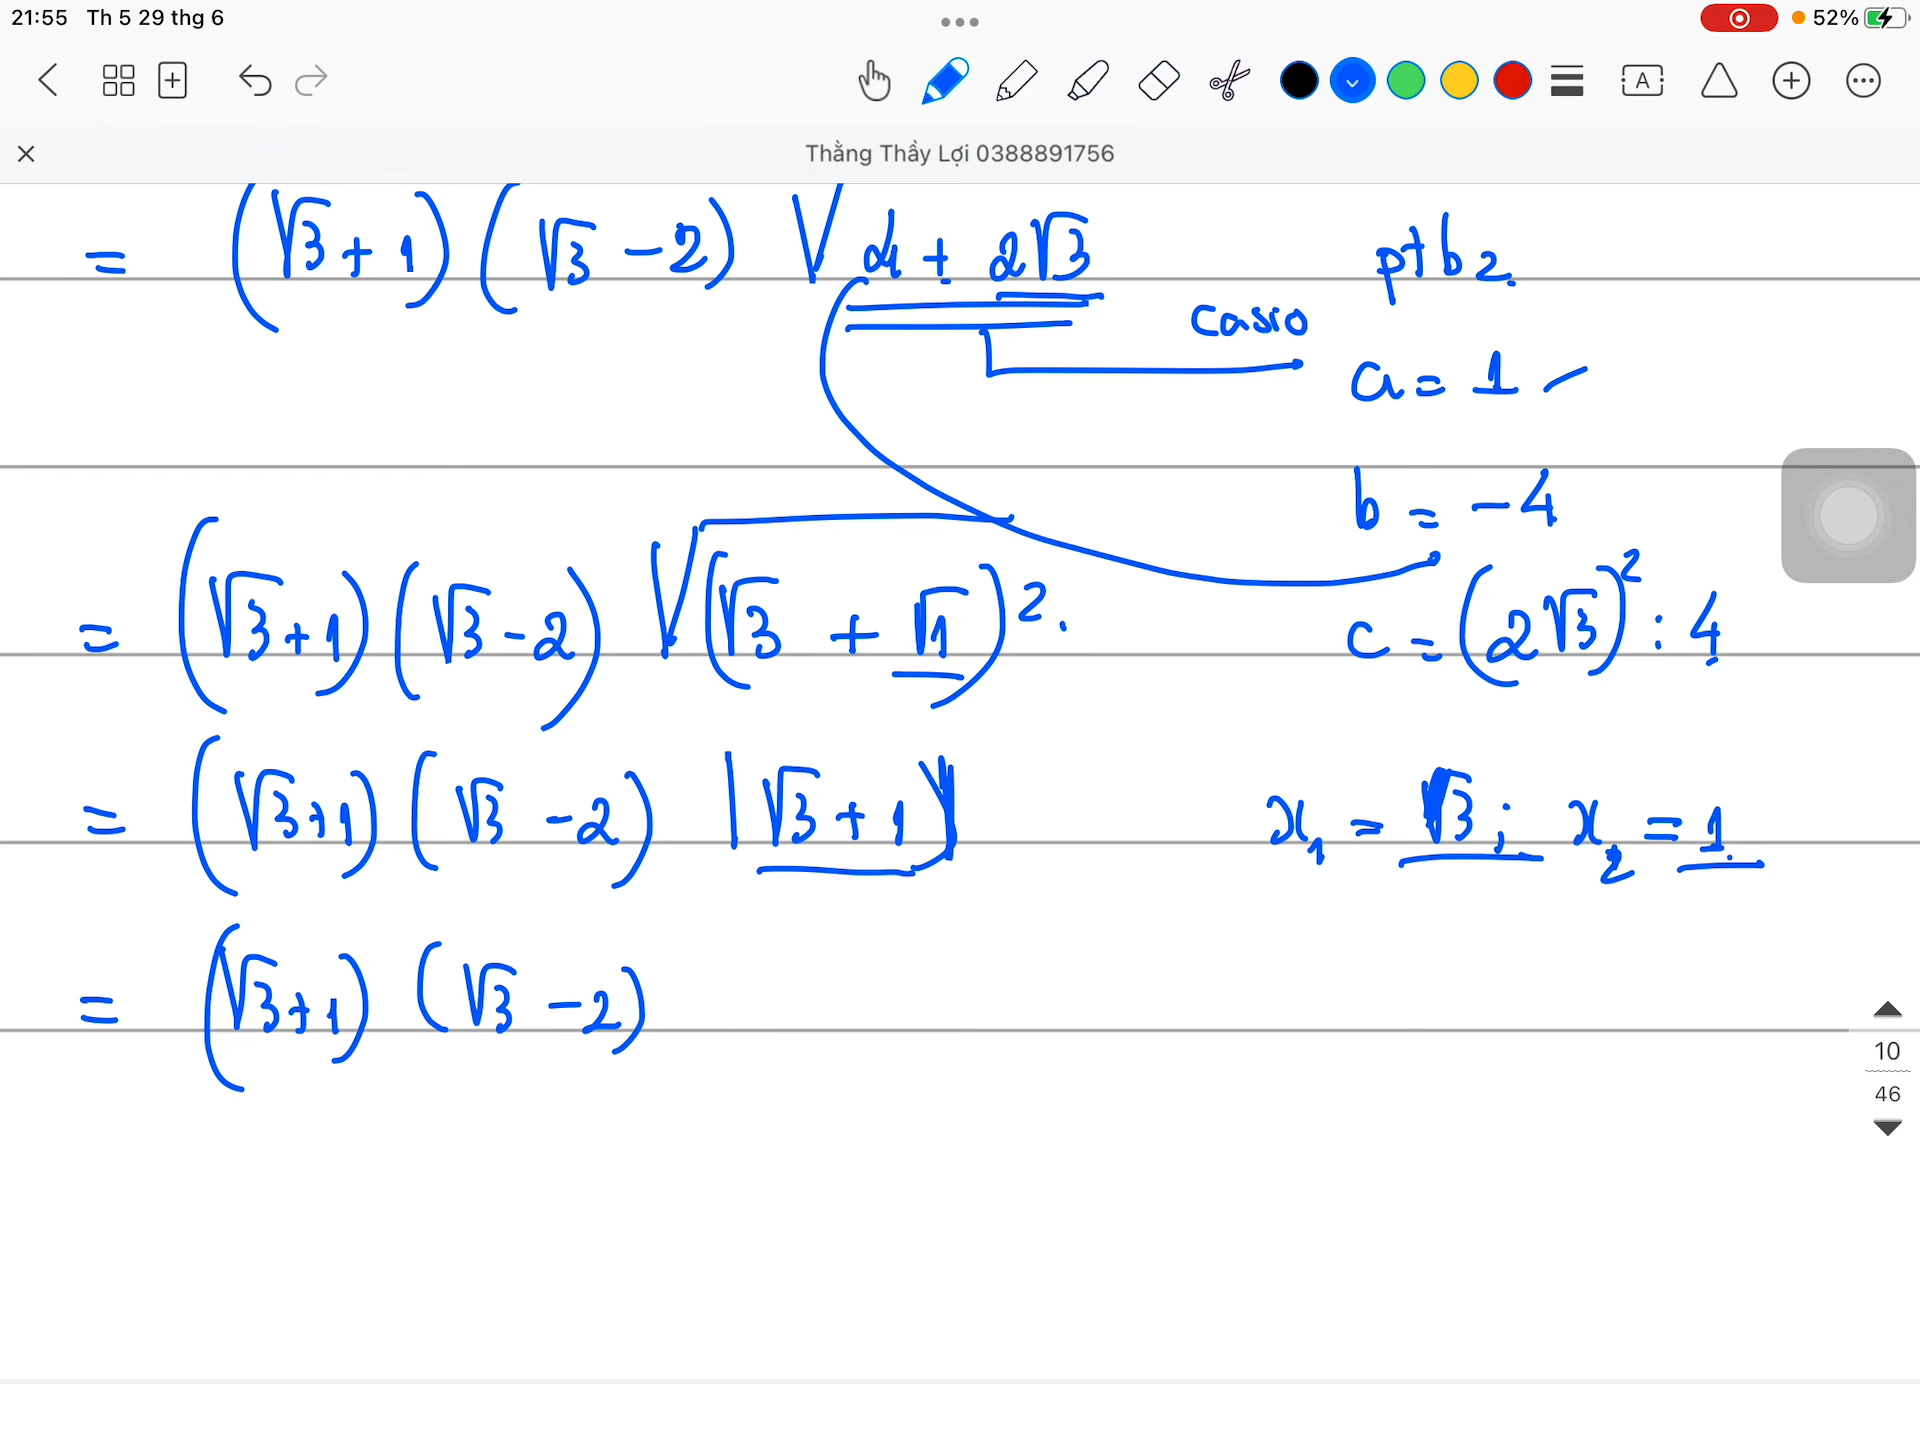 21:55 Th 5 29 thg 6
52%
A
Thằng Thầy Lợi 0388891756
= (√3 + 1) (√3 - 2) √4 + 2√3
ptb2
casio
a = 1
b = -4
= (√3 + 1) (√3 - 2) √(√3 + √1)².
c = (2√3)² : 4
= (√3 + 1) (√3 - 2) |√3 + 1|
x₁ = √3; x₂ = 1
= (√3 + 1) (√3 - 2)
10
46